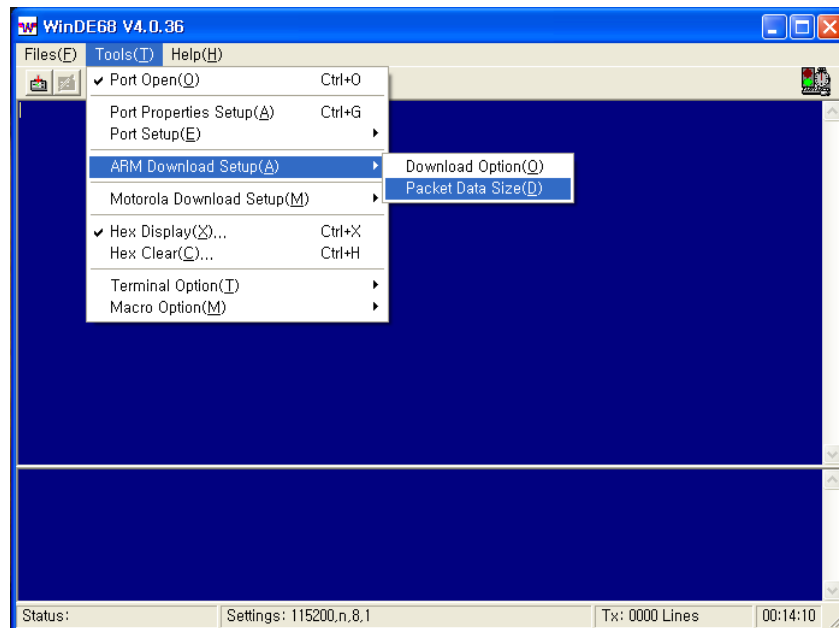 WinDE68 V4.0.36
Files(F) Tools(T) Help(H)
Port Open(O) Ctrl+O
Port Properties Setup(A) Ctrl+G
Port Setup(E)
ARM Download Setup(A)
Download Option(O)
Packet Data Size(D)
Motorola Download Setup(M)
Hex Display(X)... Ctrl+X
Hex Clear(C)... Ctrl+H
Terminal Option(T)
Macro Option(M)
Status: Settings: 115200,n,8,1 Tx: 0000 Lines 00:14:10